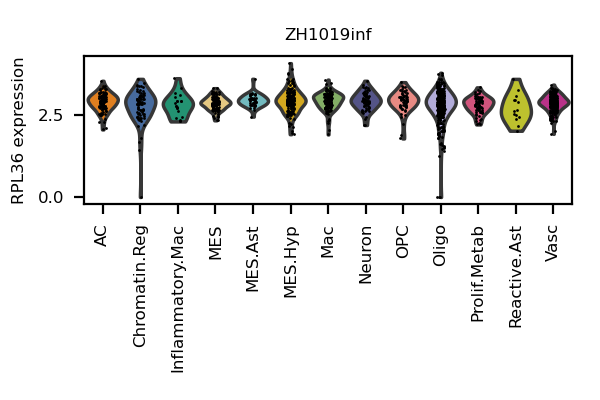 ZH1019inf
RPL36 expression
2.5
0.0
AC
Chromatin.Reg
Inflammatory.Mac
MES
MES.Ast
MES.Hyp
Mac
Neuron
OPC
Oligo
Prolif.Metab
Reactive.Ast
Vasc